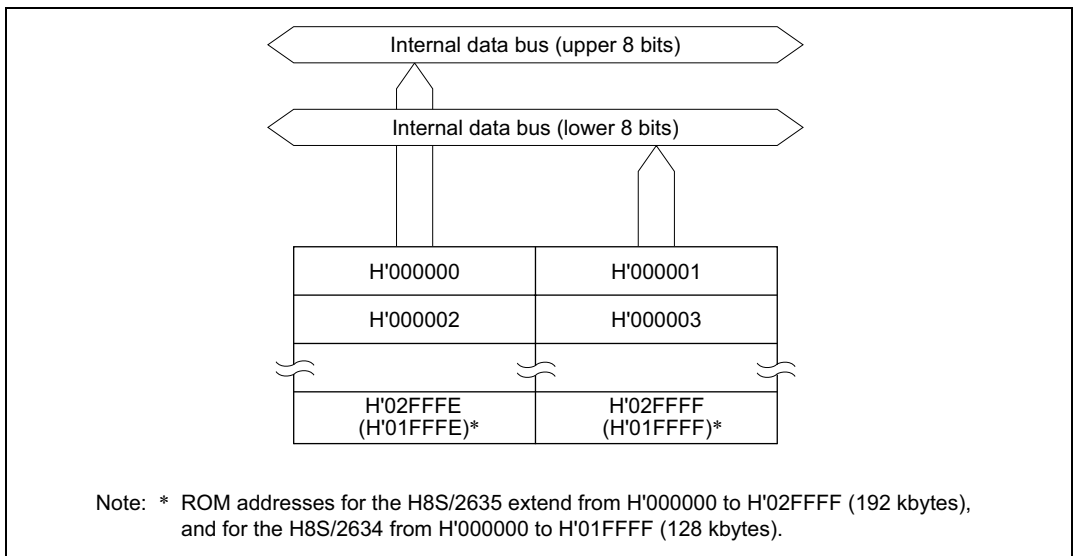 Internal data bus (upper 8 bits)
Internal data bus (lower 8 bits)
H'000000 H'000001
H'000002 H'000003
H'02FFFE H'02FFFF
(H'01FFFE)* (H'01FFFF)*
Note: * ROM addresses for the H8S/2635 extend from H'000000 to H'02FFFF (192 kbytes),
and for the H8S/2634 from H'000000 to H'01FFFF (128 kbytes).